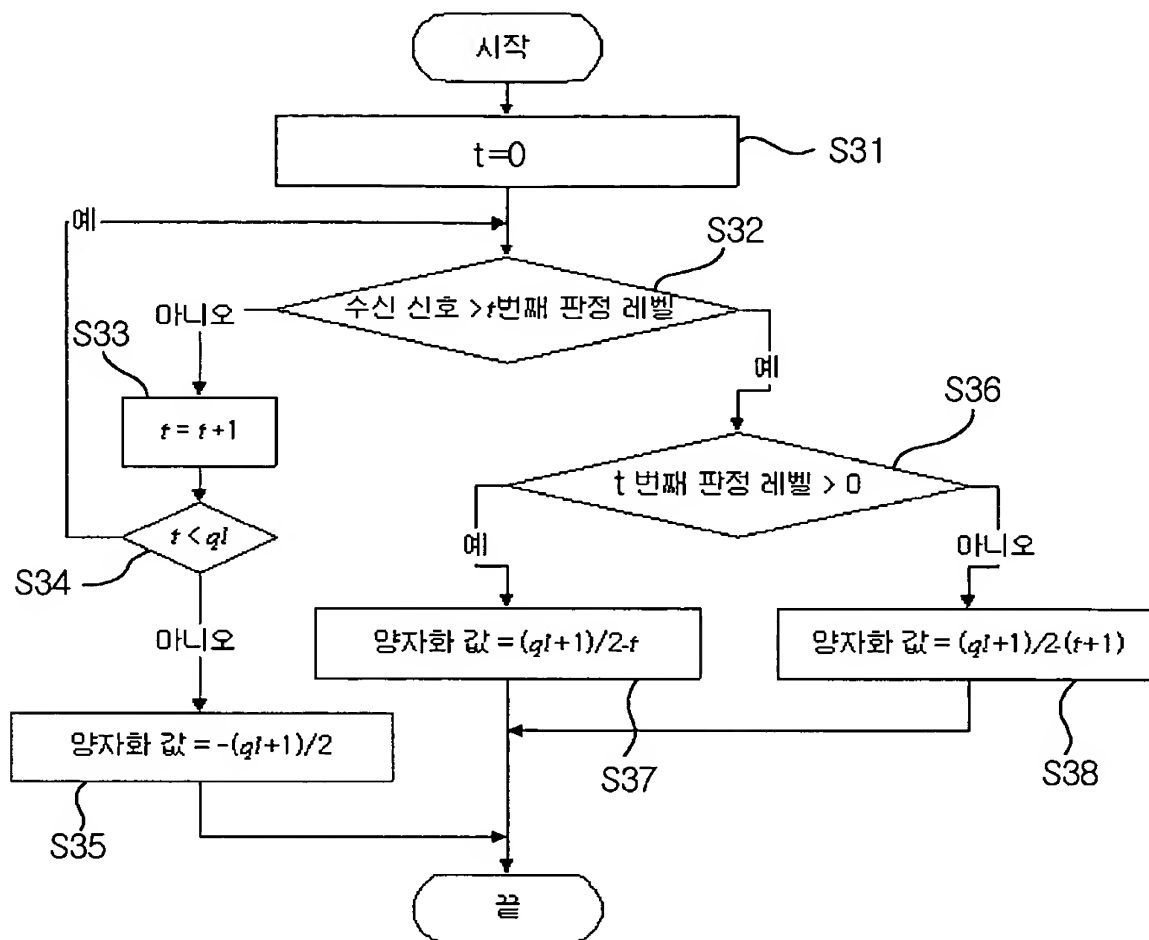 시작
t=0
S31
예
S32
수신 신호 > t번째 판정 레벨
아니오
S33
예
t = t+1
S36
t 번째 판정 레벨 > 0
t < ql
S34
예
아니오
아니오
양자화 값 = (ql+1)/2-t
양자화 값 = (ql+1)/2-(t+1)
양자화 값 = -(ql+1)/2
S37
S38
S35
끝